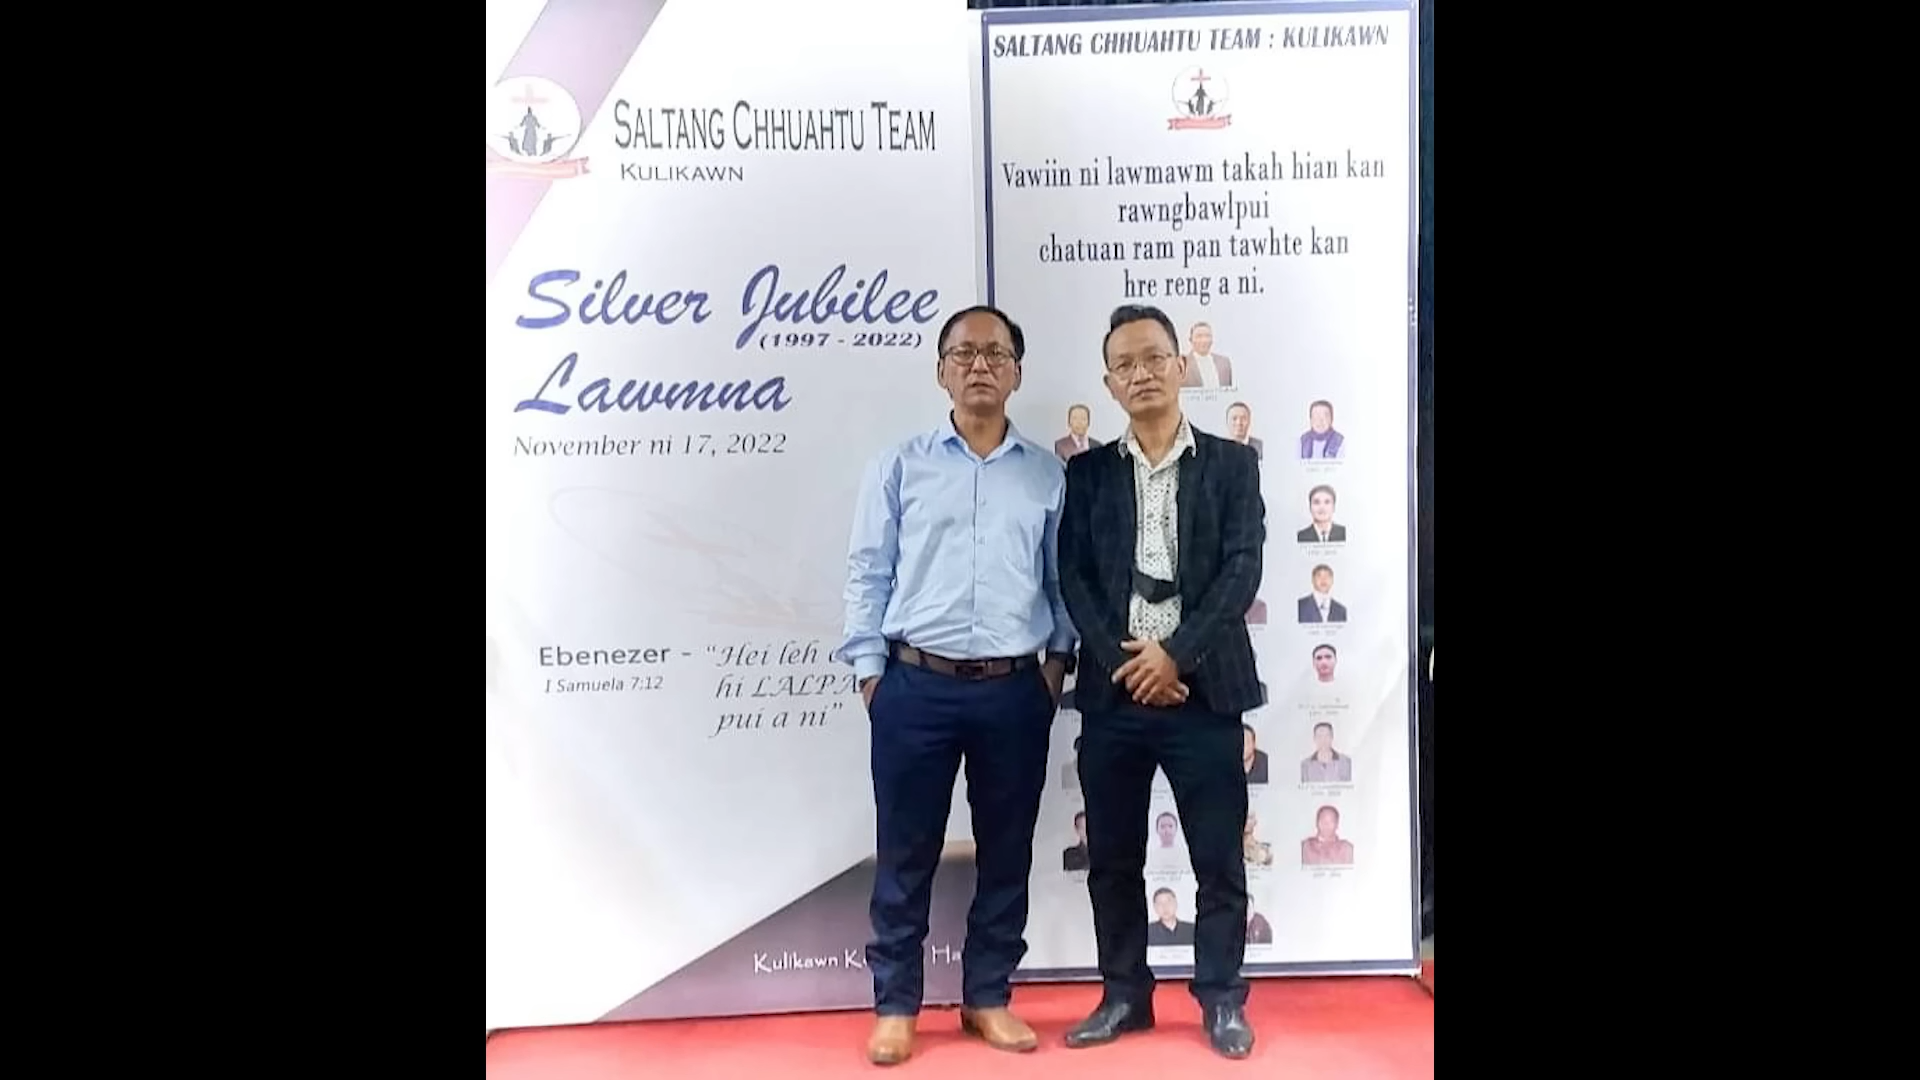 SALTANG CHHUAHTU TEAM
KULIKAWN
Silver Jubilee
(1997 - 2022)
Lawmna
November ni 17, 2022
Ebenezer - "Hei leh
I Samuela 7:12
hi LALPA
pui a ni"
Kulikawn
SALTANG CHHUAHTU TEAM : KULIKAWN
Vawiin ni lawmawm takah hian kan
rawngbawlpui
chatuan ram pan tawhte kan
hre reng a ni.